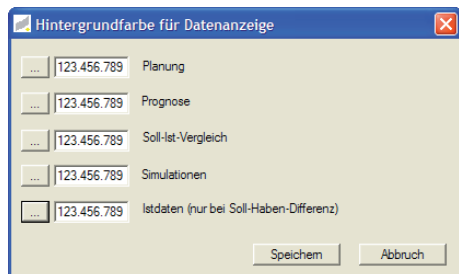 Hintergrundfarbe für Datenanzeige
... 123.456.789 Planung
... 123.456.789 Prognose
... 123.456.789 Soll-Ist-Vergleich
... 123.456.789 Simulationen
... 123.456.789 Istdaten (nur bei Soll-Haben-Differenz)
Speichern Abbruch